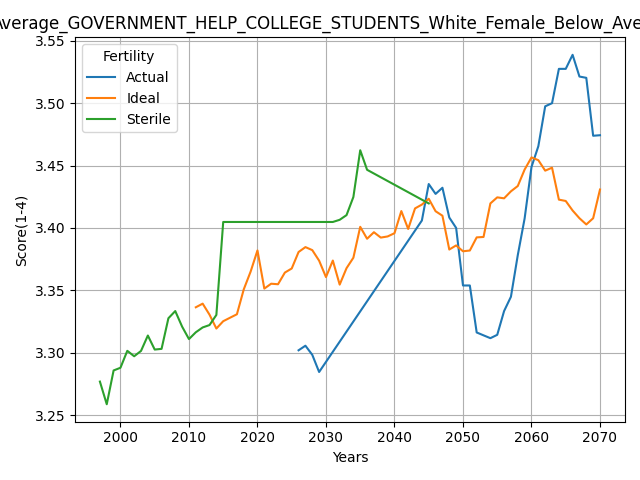 verage_GOVERNMENT_HELP_COLLEGE_STUDENTS_White_Female_Below_Ave
3.55
3.50
3.45
3.40
3.35
3.30
3.25
Score(1-4)
Fertility
Actual
Ideal
Sterile
2000 2010 2020 2030 2040 2050 2060 2070
Years